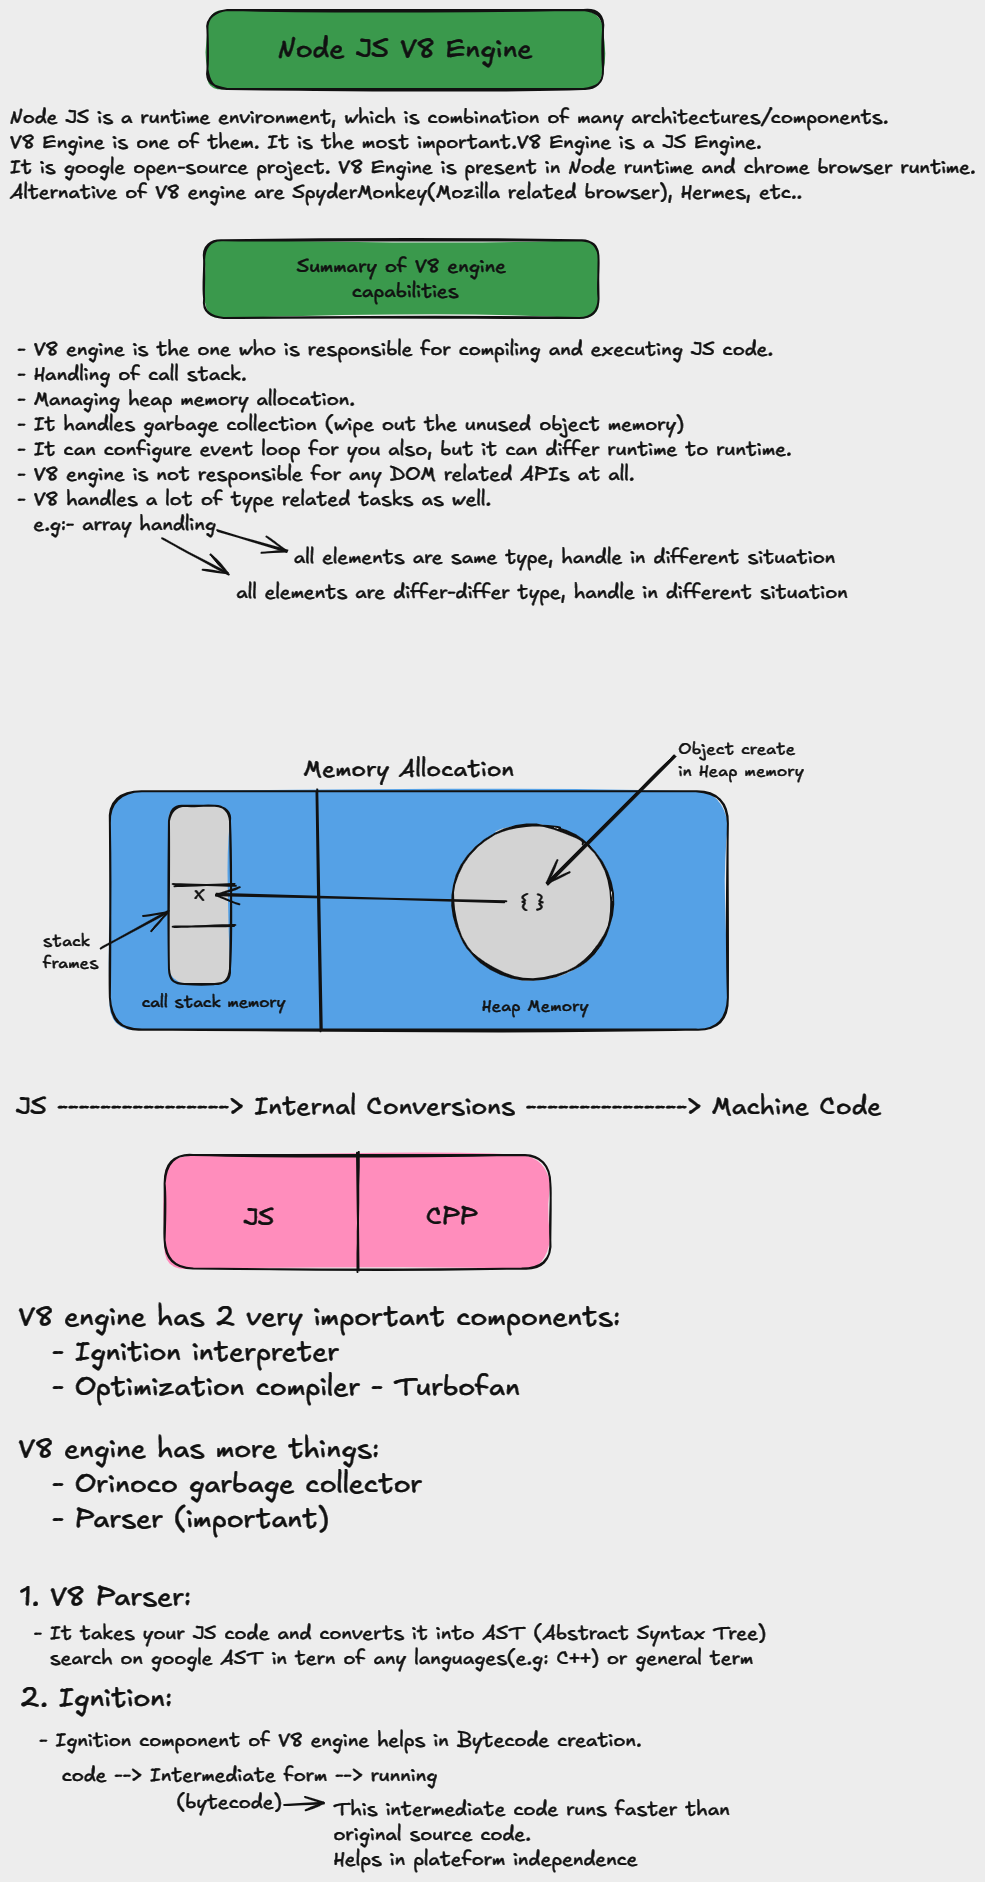 Node JS V8 Engine
Node JS is a runtime environment, which is combination of many architectures/components.
V8 Engine is one of them. It is the most important.V8 Engine is a JS Engine.
It is google open-source project. V8 Engine is present in Node runtime and chrome browser runtime.
Alternative of V8 engine are SpyderMonkey(Mozilla related browser), Hermes, etc..
Summary of V8 engine
capabilities
- V8 engine is the one who is responsible for compiling and executing JS code.
- Handling of call stack.
- Managing heap memory allocation.
- It handles garbage collection (wipe out the unused object memory)
- It can configure event loop for you also, but it can differ runtime to runtime.
- V8 engine is not responsible for any DOM related APIs at all.
- V8 handles a lot of type related tasks as well.
e.g:- array handling
all elements are same type, handle in different situation
all elements are differ-differ type, handle in different situation
Object create
in Heap memory
Memory Allocation
x
{ }
stack
frames
call stack memory
Heap Memory
JS ----------------> Internal Conversions ---------------> Machine Code
JS
CPP
V8 engine has 2 very important components:
- Ignition interpreter
- Optimization compiler - Turbofan
V8 engine has more things:
- Orinoco garbage collector
- Parser (important)
1. V8 Parser:
- It takes your JS code and converts it into AST (Abstract Syntax Tree)
search on google AST in tern of any languages(e.g: C++) or general term
2. Ignition:
- Ignition component of V8 engine helps in Bytecode creation.
code --> Intermediate form --> running
(bytecode)
This intermediate code runs faster than
original source code.
Helps in plateform independence